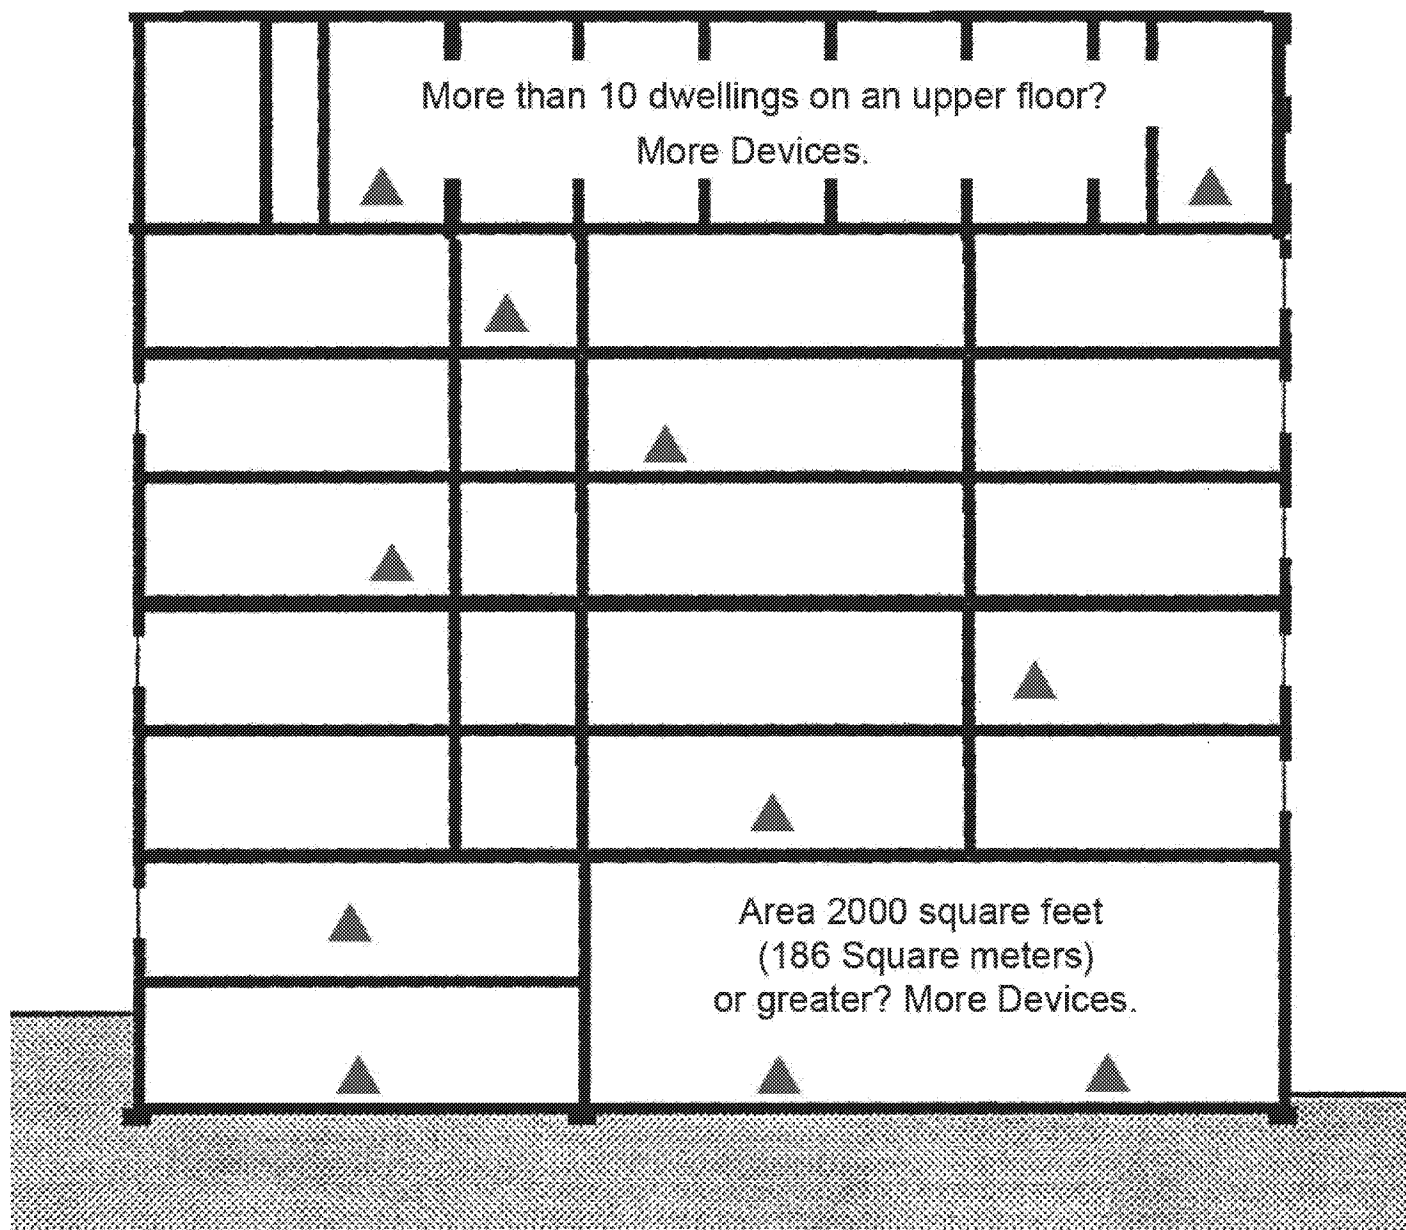 More than 10 dwellings on an upper floor?
More Devices.
Area 2000 square feet
(186 Square meters)
or greater? More Devices.